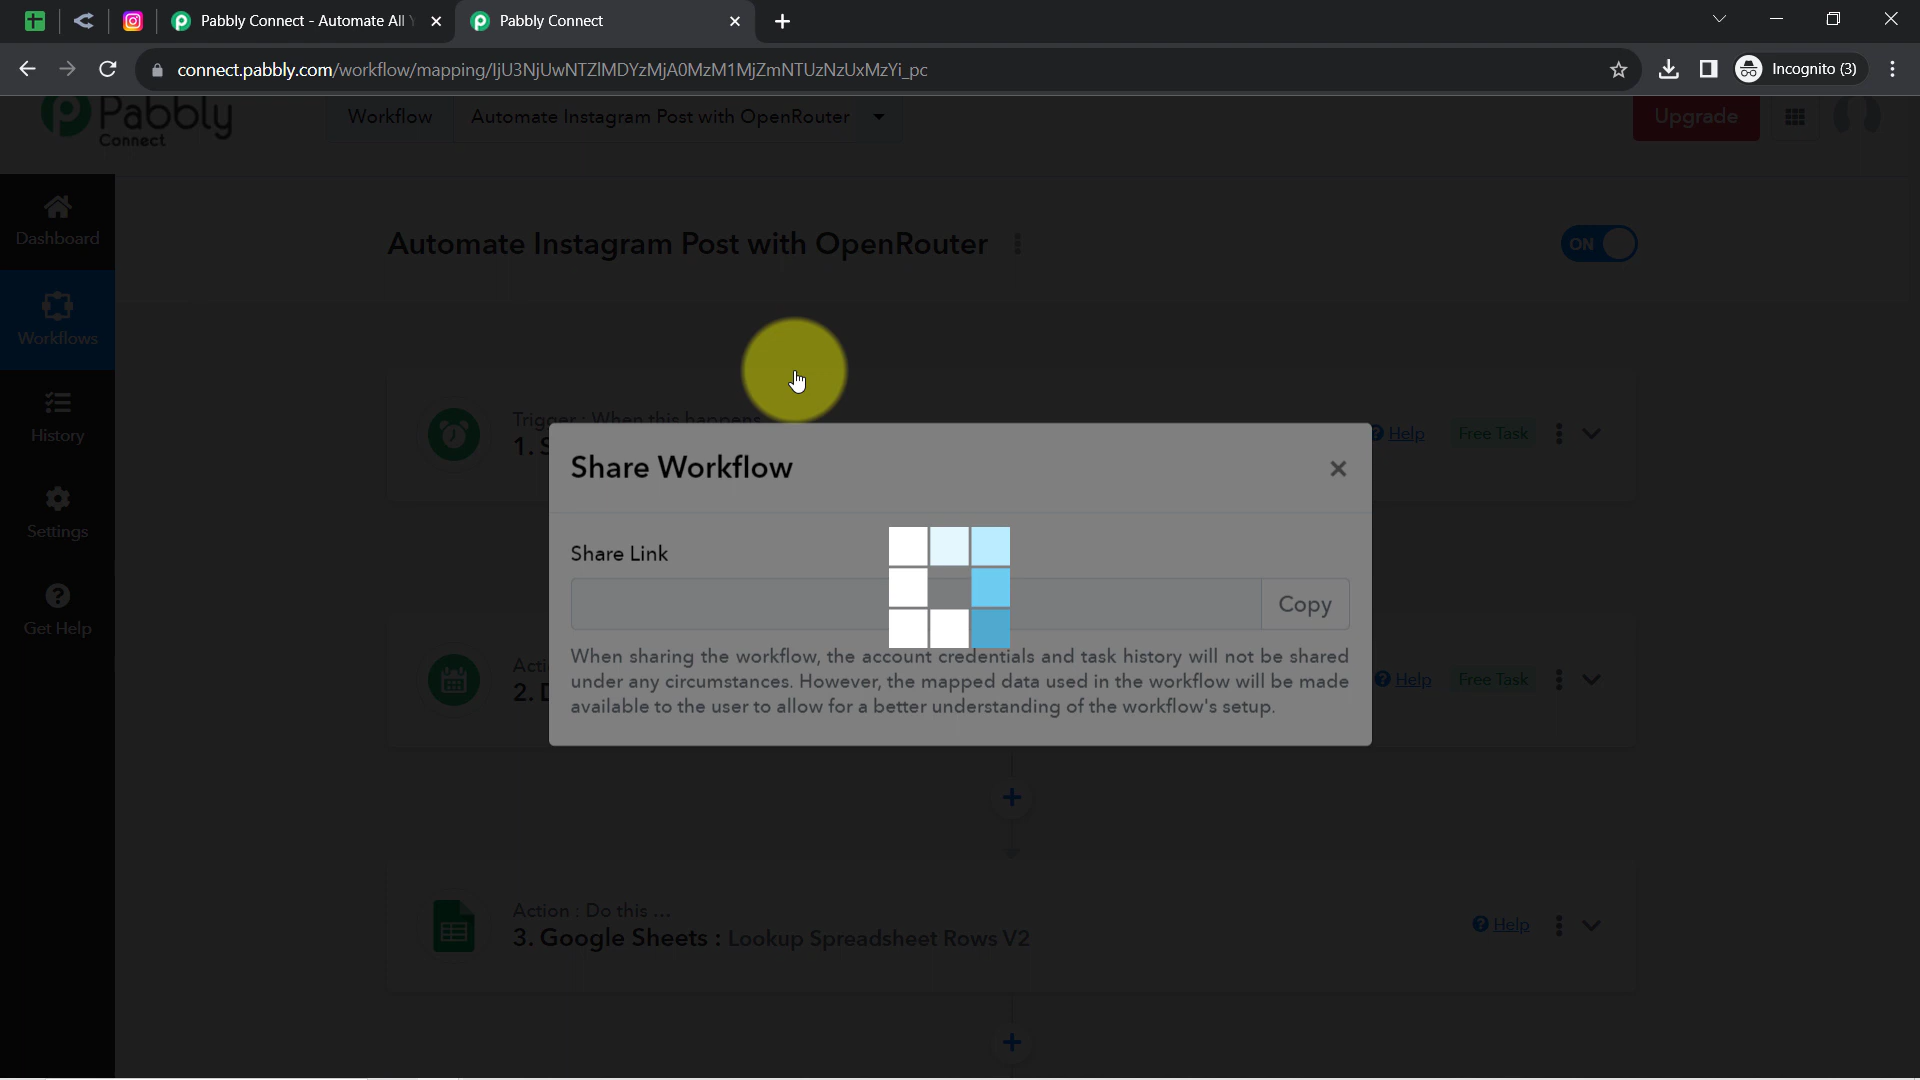 Pabbly Connect - Automate All
Pabbly Connect
connect.pabbly.com/workflow/mapping/IjU3NjUwNTZlMDYzMjA0MzM1MjZmNTUzNzUxMzYi_pc
Incognito (3)
Pabbly
Connect
Workflow
Automate Instagram Post with OpenRouter
Upgrade
Dashboard
Workflows
History
Settings
Get Help
Automate Instagram Post with OpenRouter
ON
Trigger : When this happens
1. S
Help
Free Task
Share Workflow
Share Link
Copy
When sharing the workflow, the account credentials and task history will not be shared
under any circumstances. However, the mapped data used in the workflow will be made
available to the user to allow for a better understanding of the workflow's setup.
Acti
2. D
Help
Free Task
Action : Do this ...
3. Google Sheets : Lookup Spreadsheet Rows V2
Help